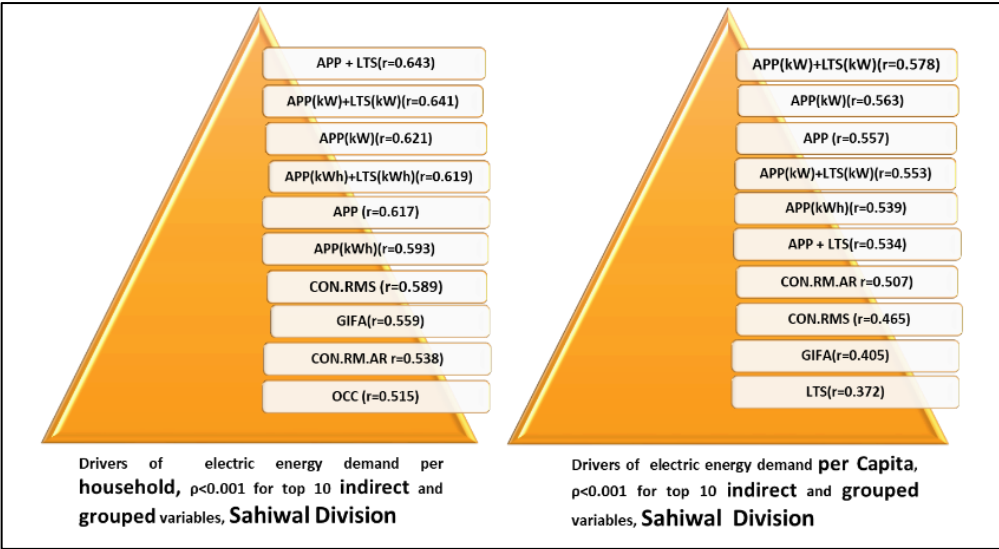 APP + LTS(r=0.643)
APP(kW)+LTS(kW)(r=0.641)
APP(kW)(r=0.621)
APP(kWh)+LTS(kWh)(r=0.619)
APP (r=0.617)
APP(kWh)(r=0.593)
CON.RMS (r=0.589)
GIFA(r=0.559)
CON.RM.AR r=0.538)
OCC (r=0.515)
Drivers of electric energy demand per
household, ρ<0.001 for top 10 indirect and
grouped variables, Sahiwal Division
APP(kW)+LTS(kW)(r=0.578)
APP(kW)(r=0.563)
APP (r=0.557)
APP(kW)+LTS(kW)(r=0.553)
APP(kWh)(r=0.539)
APP + LTS(r=0.534)
CON.RM.AR r=0.507)
CON.RMS (r=0.465)
GIFA(r=0.405)
LTS(r=0.372)
Drivers of electric energy demand per Capita,
ρ<0.001 for top 10 indirect and grouped
variables, Sahiwal Division